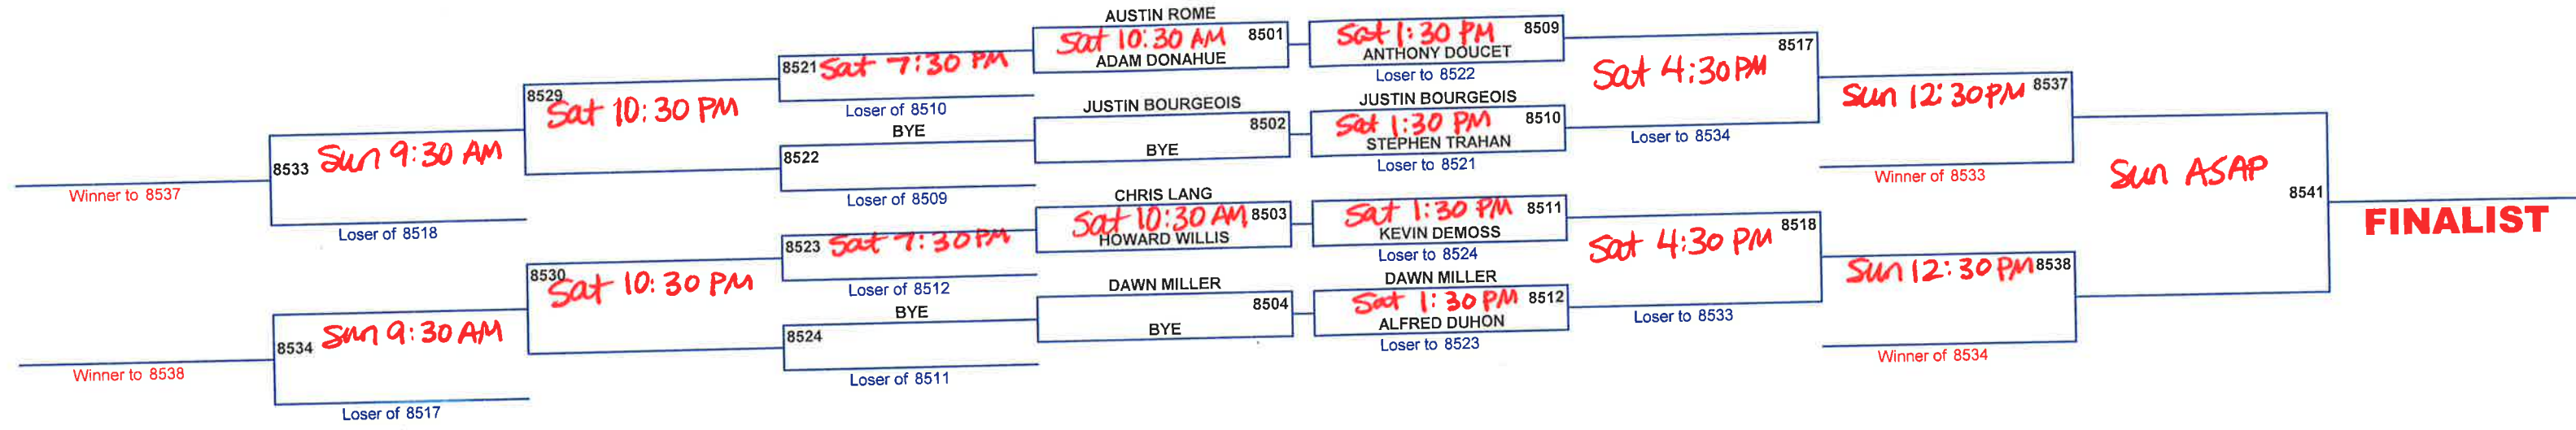 AUSTIN ROME
Sat 10:30 AM 8501
ADAM DONAHUE
Sat 1:30 PM 8509
ANTHONY DOUCET
Loser to 8522
8517
Sat 4:30 PM
8521 Sat 7:30 PM
Loser of 8510
8529
Sat 10:30 PM
JUSTIN BOURGEOIS
8502
BYE
JUSTIN BOURGEOIS
Sat 1:30 PM 8510
STEPHEN TRAHAN
Loser to 8521
Loser to 8534
Sun 12:30 PM 8537
Winner of 8533
BYE
8522
Loser of 8509
8533 Sun 9:30 AM
Winner to 8537
Loser of 8518
CHRIS LANG
Sat 10:30 AM 8503
HOWARD WILLIS
Sat 1:30 PM 8511
KEVIN DEMOSS
Loser to 8524
8518
Sat 4:30 PM
Sun ASAP
8541
FINALIST
8523 Sat 7:30 PM
Loser of 8512
8530
Sat 10:30 PM
DAWN MILLER
8504
BYE
DAWN MILLER
Sat 1:30 PM 8512
ALFRED DUHON
Loser to 8523
Loser to 8533
Sun 12:30 PM 8538
Winner of 8534
BYE
8524
Loser of 8511
8534 Sun 9:30 AM
Winner to 8538
Loser of 8517